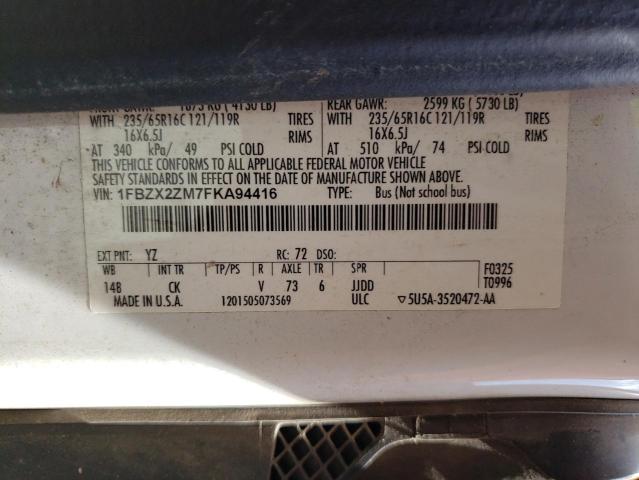 1873 KG ( 4130 LB) REAR GAWR: 2599 KG ( 5730 LB)
WITH 235/65R16C 121/119R TIRES WITH 235/65R16C 121/119R TIRES
16X6.5J RIMS 16X6.5J RIMS
AT 340 kPa/ 49 PSI COLD AT 510 kPa/ 74 PSI COLD
THIS VEHICLE CONFORMS TO ALL APPLICABLE FEDERAL MOTOR VEHICLE
SAFETY STANDARDS IN EFFECT ON THE DATE OF MANUFACTURE SHOWN ABOVE.
VIN: 1FBZX2ZM7FKA94416 TYPE: Bus (Not school bus)
EXT PNT: YZ RC: 72 DSO:
WB INT TR TP/PS R AXLE TR SPR F0325
148 CK V 73 6 JJDD T0996
MADE IN U.S.A. 1201505073569 ULC ▽5U5A-3520472-AA